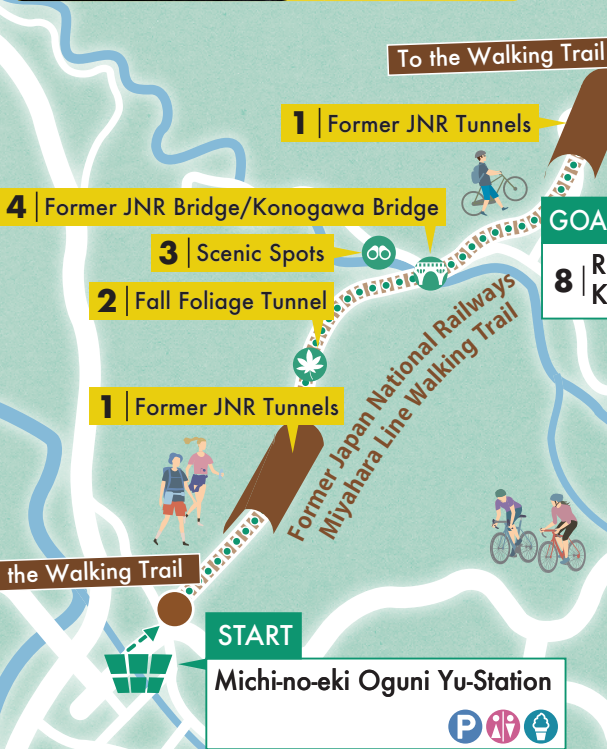 To the Walking Trail
1 Former JNR Tunnels
4 Former JNR Bridge/Konogawa Bridge
GOA
3 Scenic Spots
8 R
K
2 Fall Foliage Tunnel
Former Japan National Railways
Miyahara Line Walking Trail
1 Former JNR Tunnels
the Walking Trail
START
Michi-no-eki Oguni Yu-Station
P